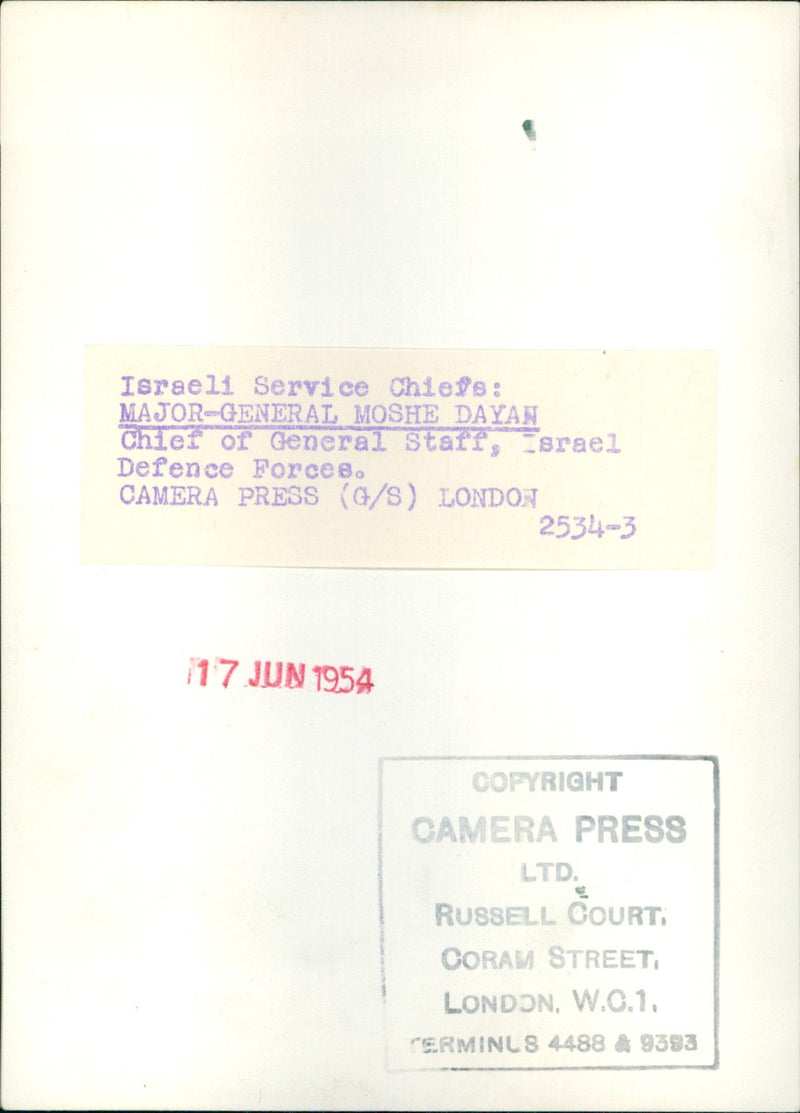 Israeli Service Chiefs:
MAJOR-GENERAL MOSHE DAYAN
Chief of General Staff, Israel
Defence Forces.
CAMERA PRESS (G/S) LONDON
2534-3
17 JUN 1954
COPYRIGHT
CAMERA PRESS
LTD.
RUSSELL COURT,
CORAM STREET,
LONDON, W.C.1,
TERMINUS 4488 & 9393